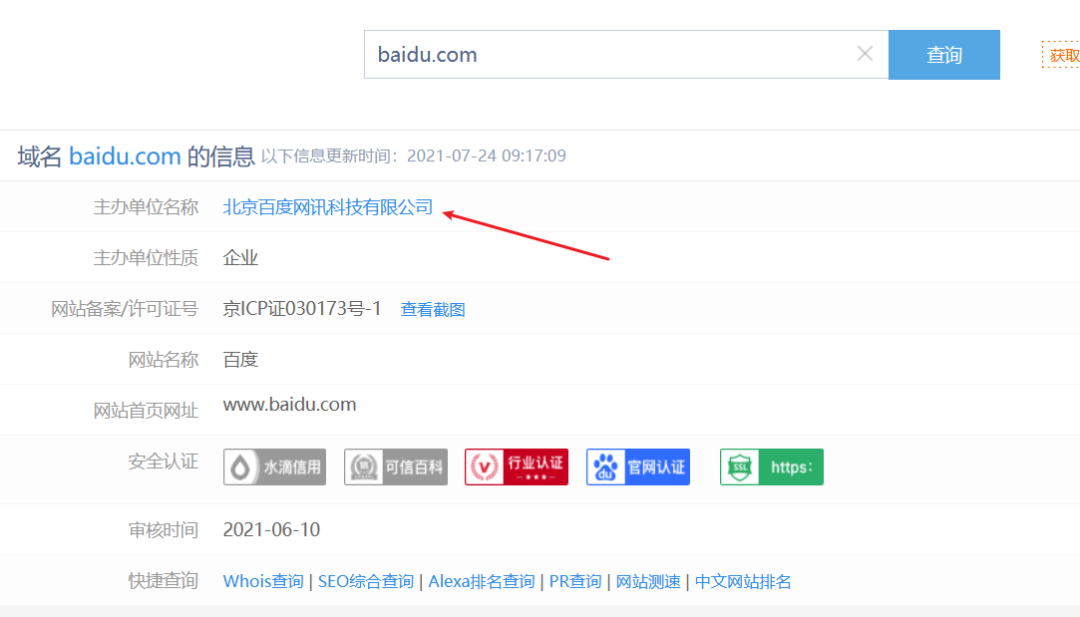 baidu.com × 查询 获取
域名 baidu.com 的信息 以下信息更新时间：2021-07-24 09:17:09
主办单位名称 北京百度网讯科技有限公司
主办单位性质 企业
网站备案/许可证号 京ICP证030173号-1 查看截图
网站名称 百度
网站首页网址 www.baidu.com
安全认证 水滴信用 可信百科 行业认证 du 官网认证 SSL https:
审核时间 2021-06-10
快捷查询 Whois查询 | SEO综合查询 | Alexa排名查询 | PR查询 | 网站测速 | 中文网站排名